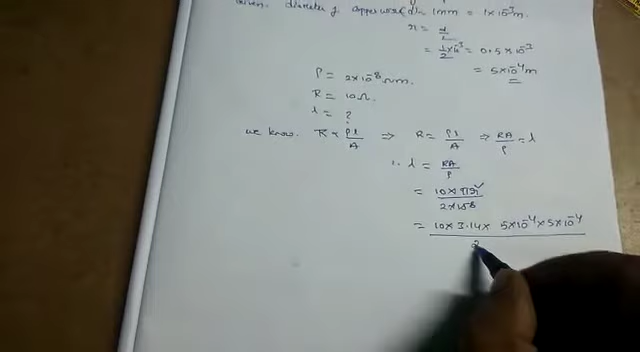 Given: diameter of copper wire (d) = 1mm = 1×10⁻³m.
r = d/2
= 1/2 × 10⁻³ = 0.5×10⁻³
= 5×10⁻⁴m
ρ = 2×10⁻⁸ Ωm.
R = 10Ω.
l = ?
we know. R = ρl/A ⇒ R = ρl/A ⇒ RA/ρ = l
∴ l = RA/ρ
= 10×πr²/2×10⁻⁸
= 10×3.14× 5×10⁻⁴×5×10⁻⁴/2